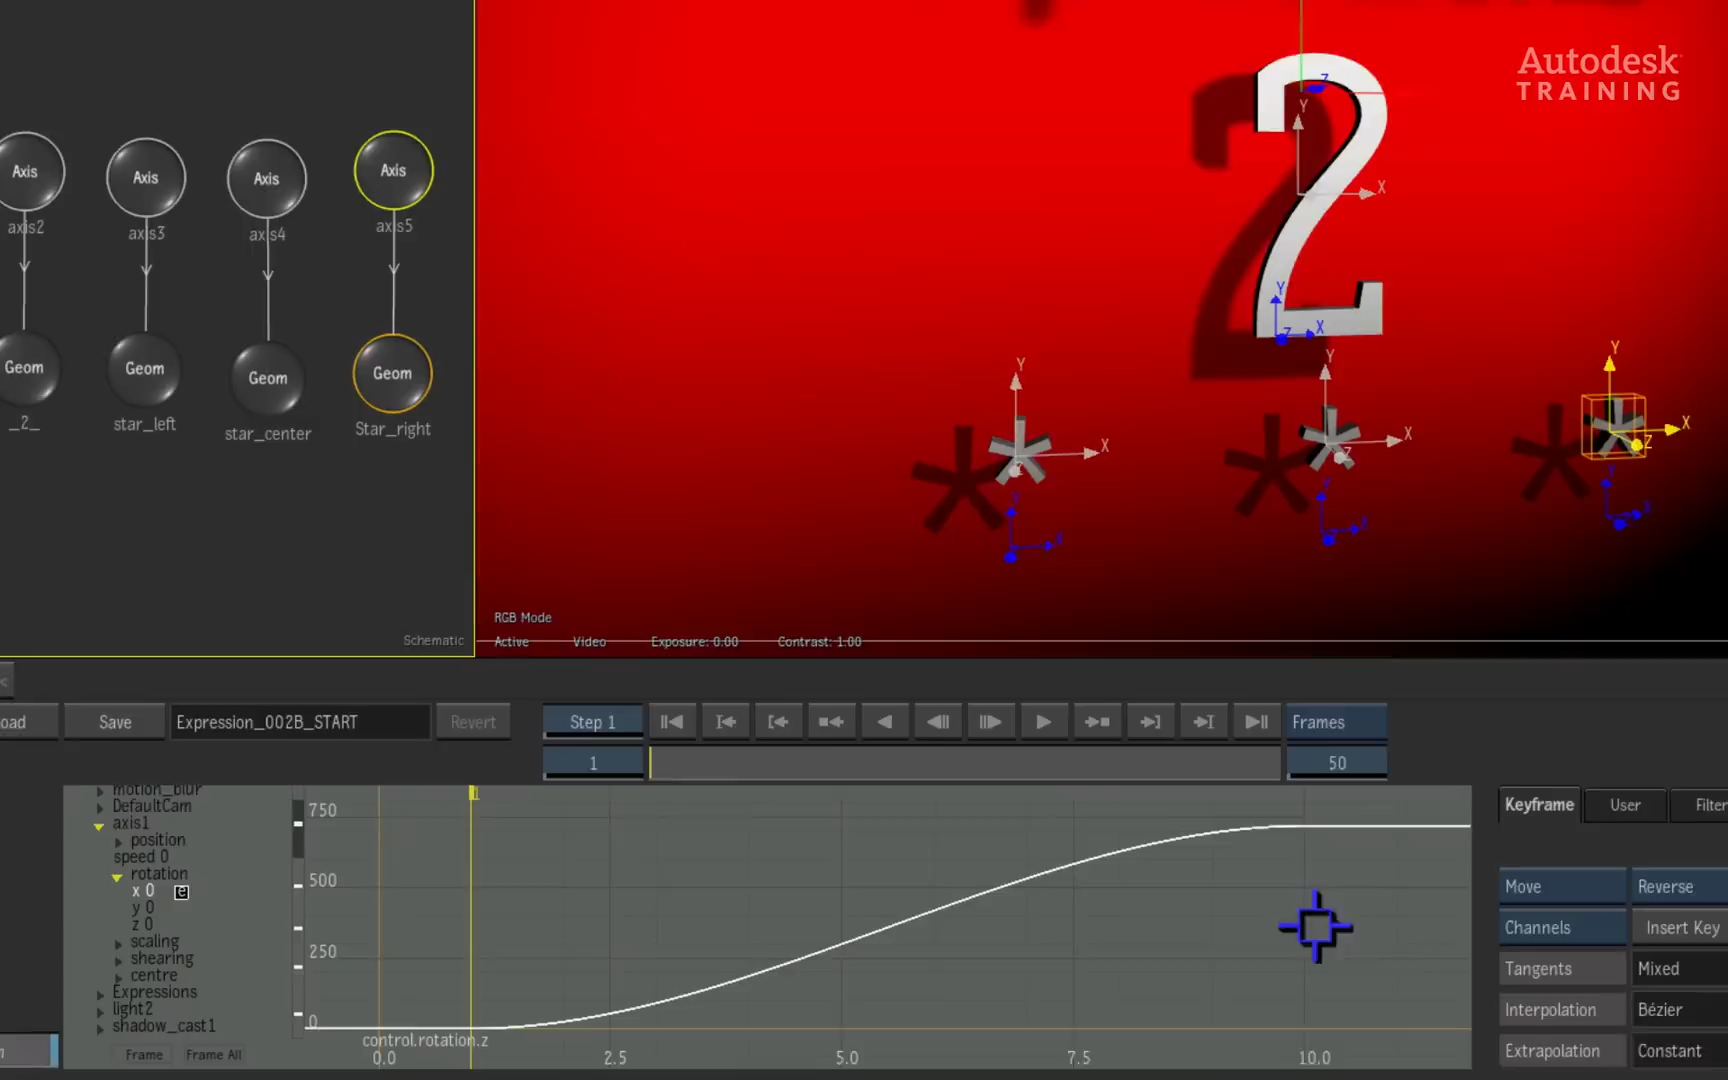 Autodesk
TRAINING
Axis
Axis
Axis
Axis
axis2
axis3
axis4
axis5
Geom
Geom
Geom
Geom
_2_
star_left
star_center
Star_right
Z
Y
X
Y
Z
X
Y
X
Y
X
Z
Y
X
Z
RGB Mode
Active
Video
Exposure: 0.00
Contrast: 1.00
Schematic
<
oad
Save
Expression_002B_START
Revert
Step 1
Frames
1
50
motion_blur
DefaultCam
axis1
position
speed 0
rotation
x 0 e
y 0
z 0
scaling
shearing
centre
Expressions
light2
shadow_cast1
Frame
Frame All
750
500
250
0
control.rotation.z
0.0
2.5
5.0
7.5
10.0
Keyframe
User
Filter
Move
Reverse
Channels
Insert Key
Tangents
Mixed
Interpolation
Bézier
Extrapolation
Constant